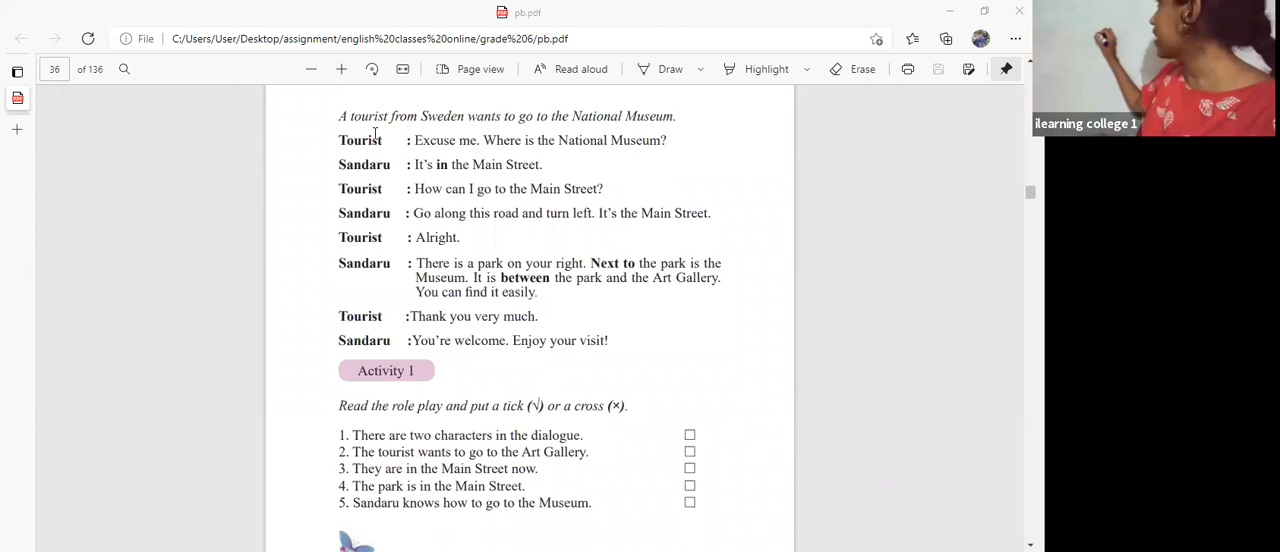 pb.pdf
File C:/Users/User/Desktop/assignment/english%20classes%20online/grade%206/pb.pdf
36 of 136 Page view Read aloud Draw Highlight Erase
ilearning college 1
A tourist from Sweden wants to go to the National Museum.
Tourist : Excuse me. Where is the National Museum?
Sandaru : It's in the Main Street.
Tourist : How can I go to the Main Street?
Sandaru : Go along this road and turn left. It's the Main Street.
Tourist : Alright.
Sandaru : There is a park on your right. Next to the park is the
Museum. It is between the park and the Art Gallery.
You can find it easily.
Tourist :Thank you very much.
Sandaru :You're welcome. Enjoy your visit!
Activity 1
Read the role play and put a tick (√) or a cross (×).
1. There are two characters in the dialogue.
2. The tourist wants to go to the Art Gallery.
3. They are in the Main Street now.
4. The park is in the Main Street.
5. Sandaru knows how to go to the Museum.